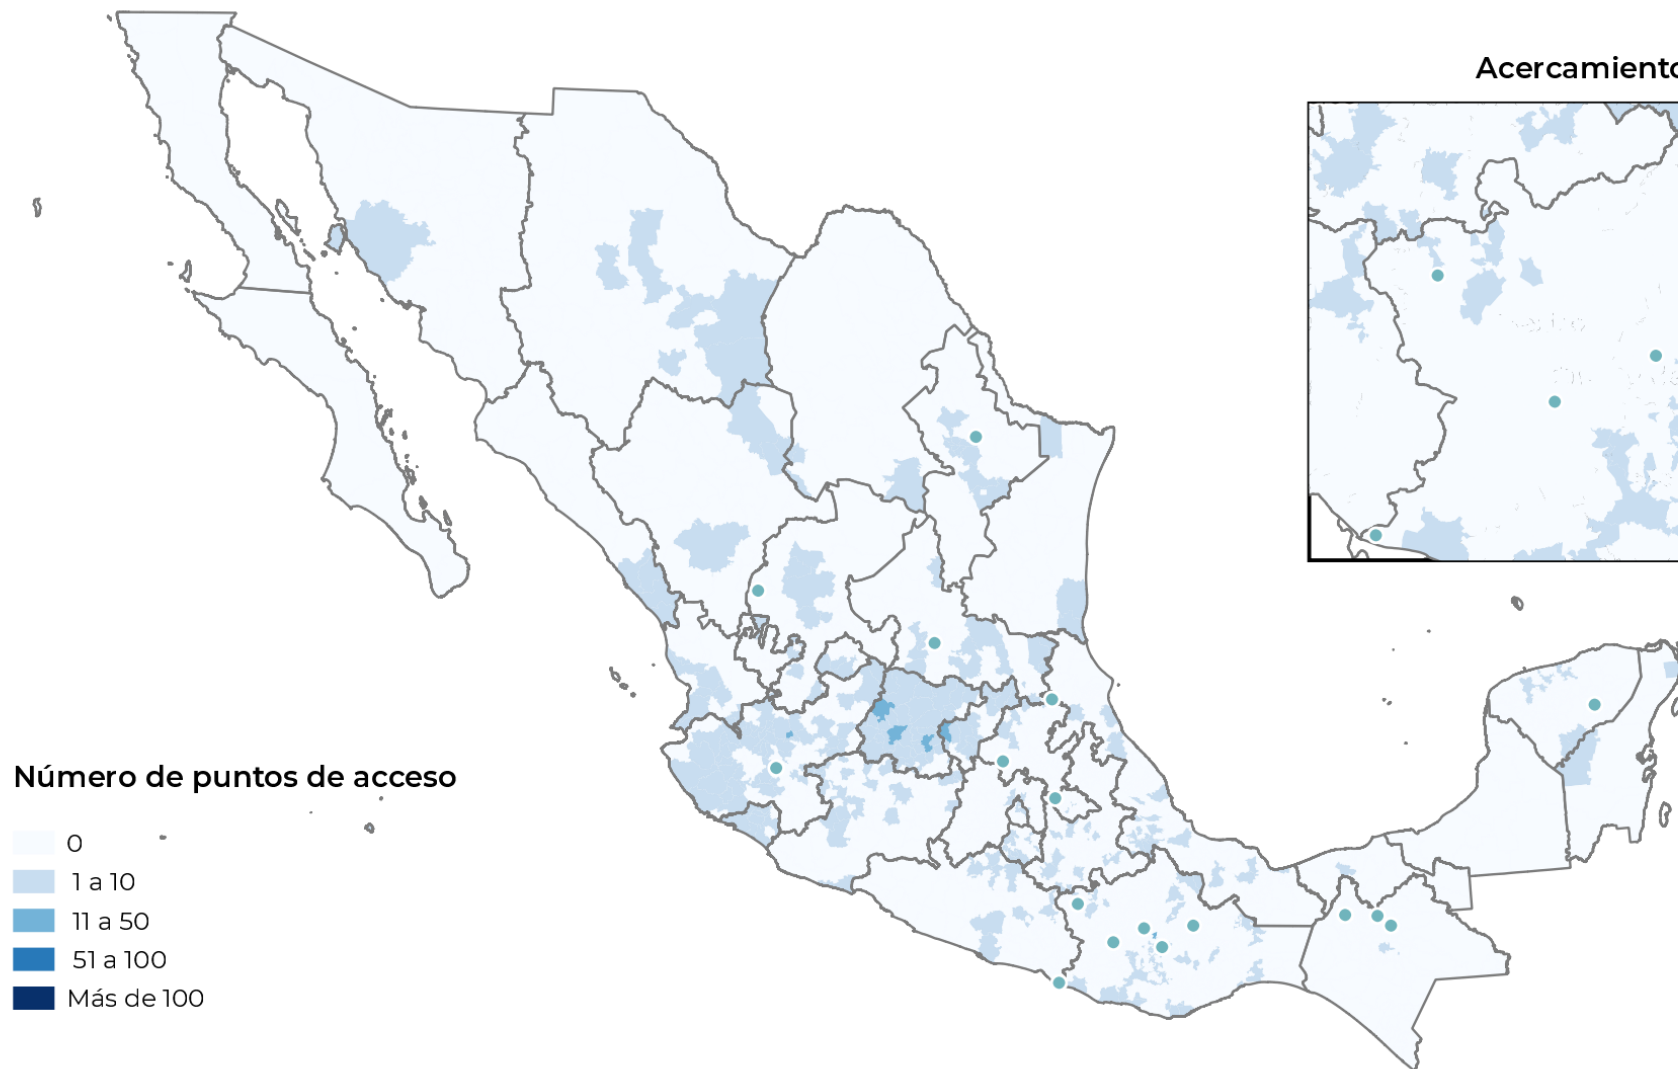 Acercamiento
Número de puntos de acceso
0
1 a 10
11 a 50
51 a 100
Más de 100